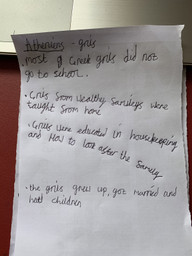 Athenians - girls
• most of Greek girls did not
go to school.
• Girls from wealthy families were
taught from home
• Girls were educated in housekeeping
and How to look after the family
• the girls grew up, got married and
had children